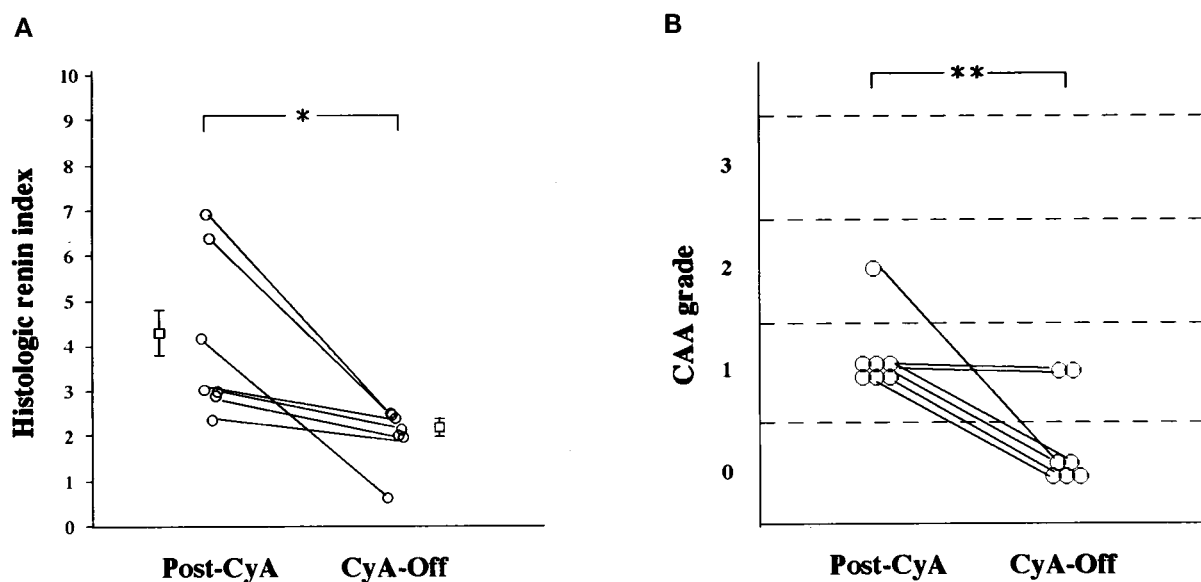 A
Histologic renin index
10
9
8
7
6
5
4
3
2
1
0
*
Post-CyA
CyA-Off
B
CAA grade
3
2
1
0
**
Post-CyA
CyA-Off